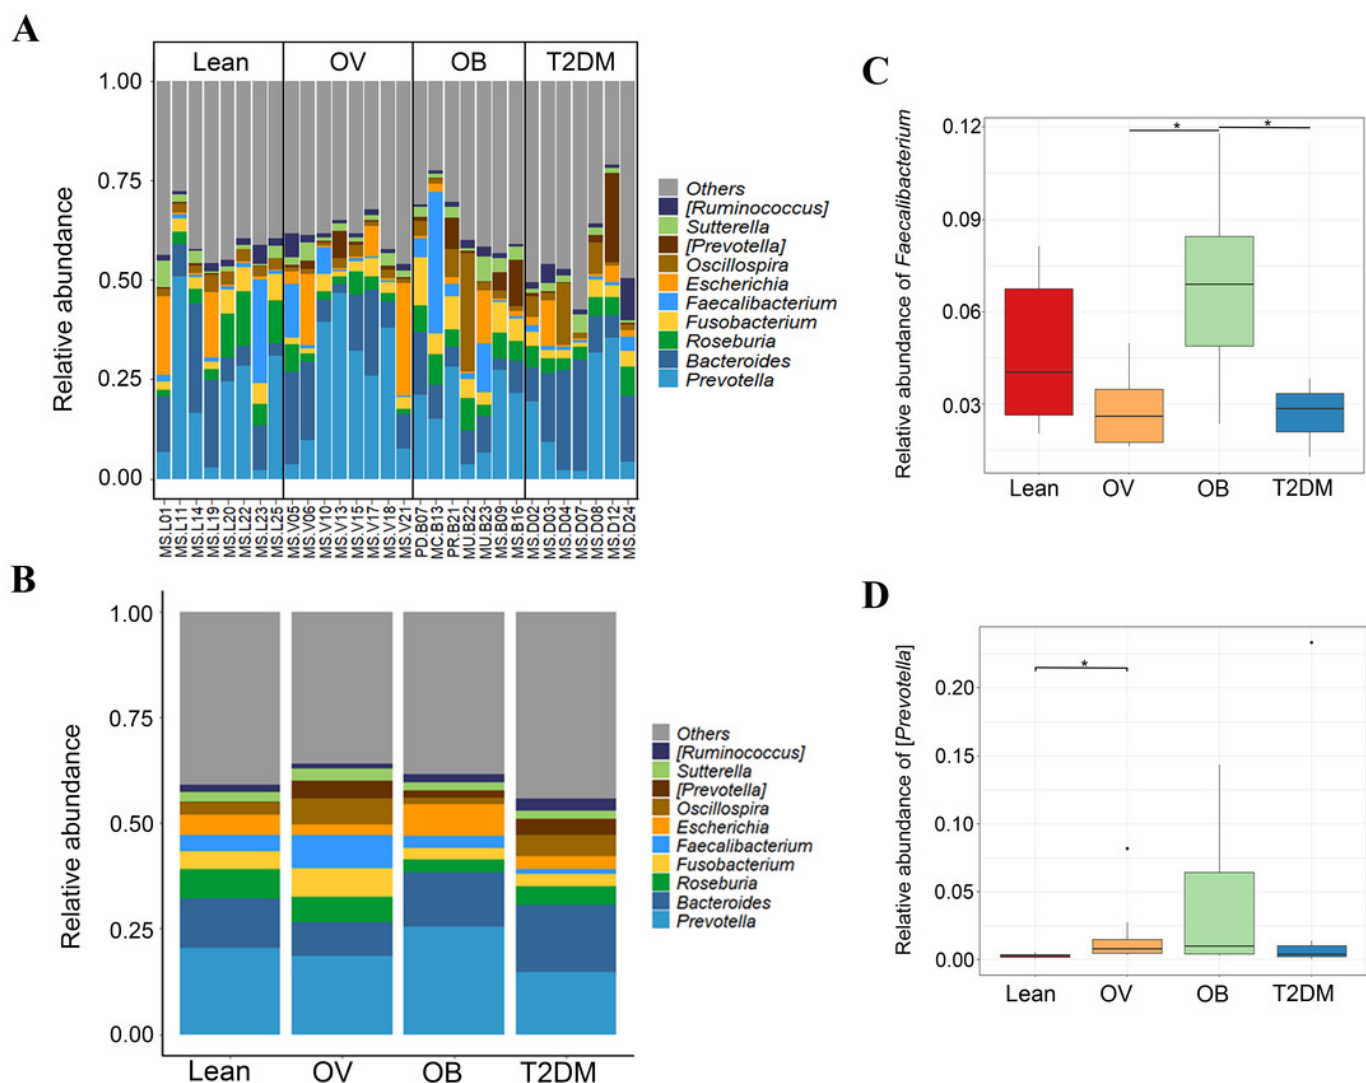 A
Lean
OV
OB
T2DM
1.00
0.75
0.50
0.25
0.00
Relative abundance
Others
[Ruminococcus]
Sutterella
[Prevotella]
Oscillospira
Escherichia
Faecalibacterium
Fusobacterium
Roseburia
Bacteroides
Prevotella
MS.L01
MS.L11
MS.L14
MS.L19
MS.L20
MS.L22
MS.L23
MS.L25
MS.V05
MS.V06
MS.V10
MS.V13
MS.V15
MS.V17
MS.V18
MS.V21
PD.B07
MC.B13
PR.B21
MU.B22
MU.B23
MS.B09
MS.B16
MS.D02
MS.D03
MS.D04
MS.D07
MS.D08
MS.D12
MS.D24
B
1.00
0.75
0.50
0.25
0.00
Relative abundance
Others
[Ruminococcus]
Sutterella
[Prevotella]
Oscillospira
Escherichia
Faecalibacterium
Fusobacterium
Roseburia
Bacteroides
Prevotella
Lean
OV
OB
T2DM
C
Relative abundance of Faecalibacterium
0.12
0.09
0.06
0.03
*
*
Lean
OV
OB
T2DM
D
Relative abundance of [Prevotella]
0.20
0.15
0.10
0.05
0.00
*
Lean
OV
OB
T2DM